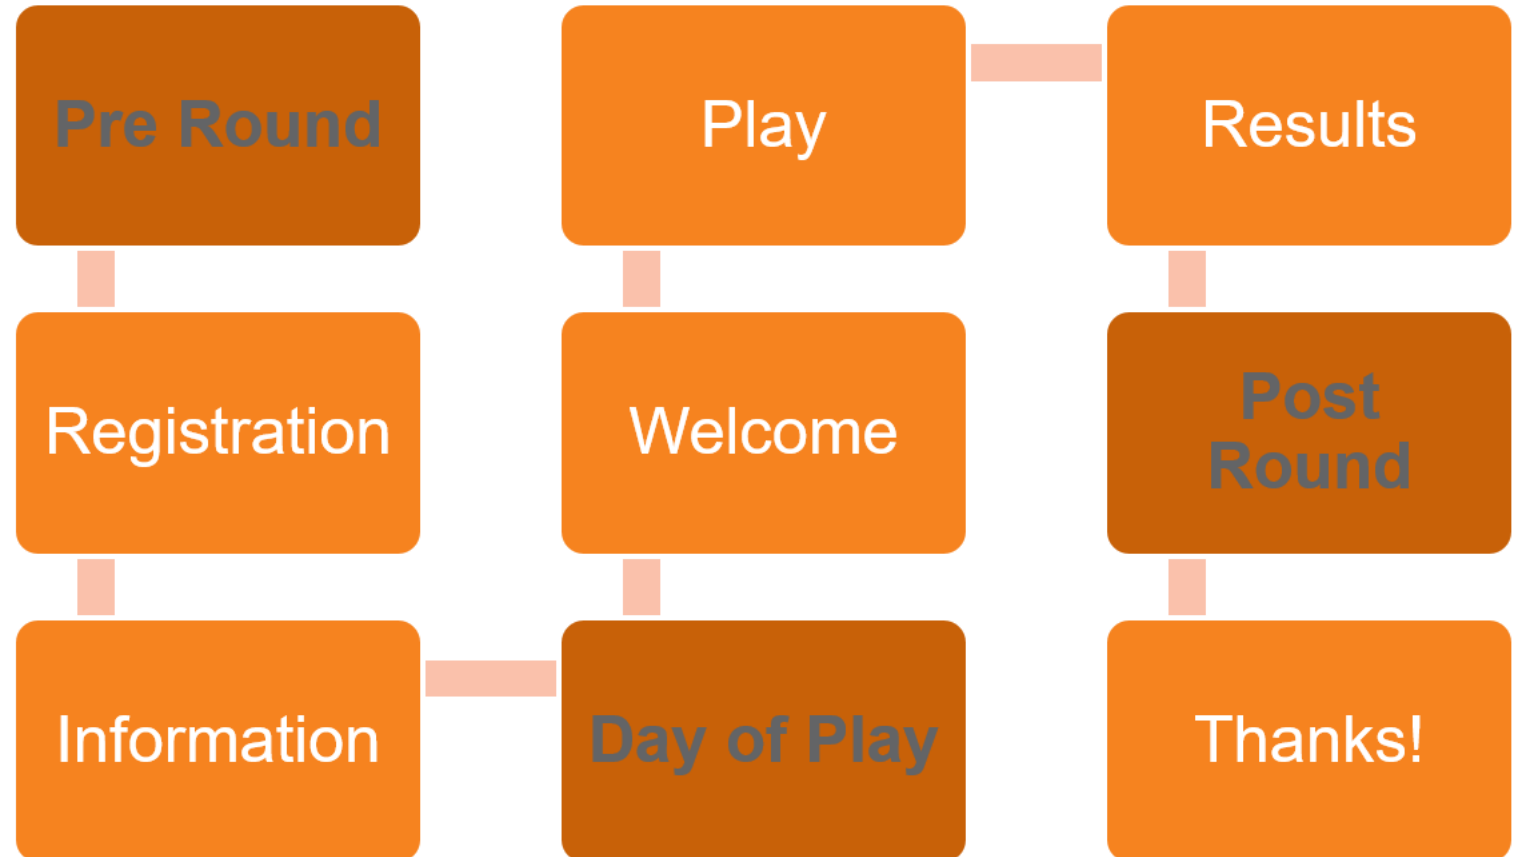 Pre Round
Registration
Information
Day of Play
Welcome
Play
Results
Post
Round
Thanks!